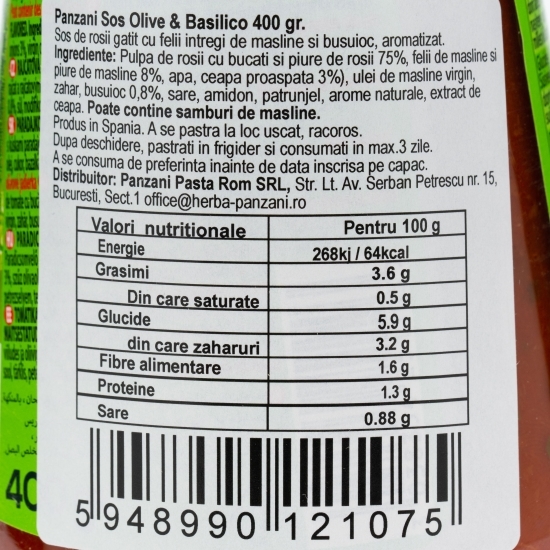 Panzani Sos Olive & Basilico 400 gr.
Sos de rosii gatit cu felii intregi de masline si busuioc, aromatizat.
Ingrediente: Pulpa de rosii cu bucati si piure de rosii 75%, felii de masline si
piure de masline 8%, apa, ceapa proaspata 3%), ulei de masline virgin,
zahar, busuioc 0,8%, sare, amidon, patrunjel, arome naturale, extract de
ceapa. Poate contine samburi de masline.
Produs in Spania. A se pastra la loc uscat, racoros.
Dupa deschidere, pastrati in frigider si consumati in max.3 zile.
A se consuma de preferinta inainte de data inscrisa pe capac.
Distribuitor: Panzani Pasta Rom SRL, Str. Lt. Av. Serban Petrescu nr. 15,
Bucuresti, Sect.1 office@herba-panzani.ro
Valori nutritionale Pentru 100 g
Energie 268kj / 64kcal
Grasimi 3.6 g
Din care saturate 0.5 g
Glucide 5.9 g
din care zaharuri 3.2 g
Fibre alimentare 1.6 g
Proteine 1.3 g
Sare 0.88 g
40
5 948990 121075